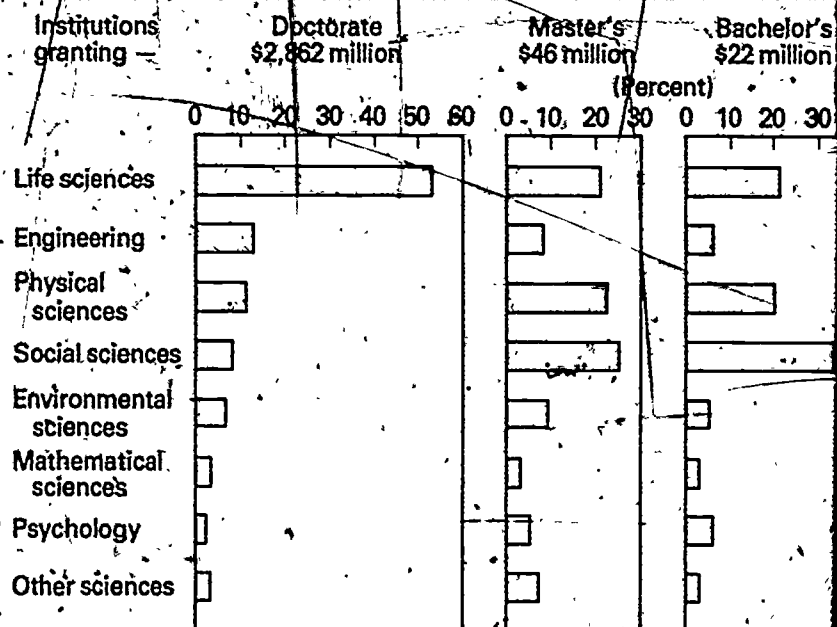 Institutions Doctorate Master's Bachelor's
granting — $2,862 million $46 million $22 million
(Percent)
0 10 20 30 40 50 60 0 10 20 30 0 10 20 30
Life sciences
Engineering
Physical
sciences
Social sciences
Environmental
sciences
Mathematical
sciences
Psychology
Other sciences